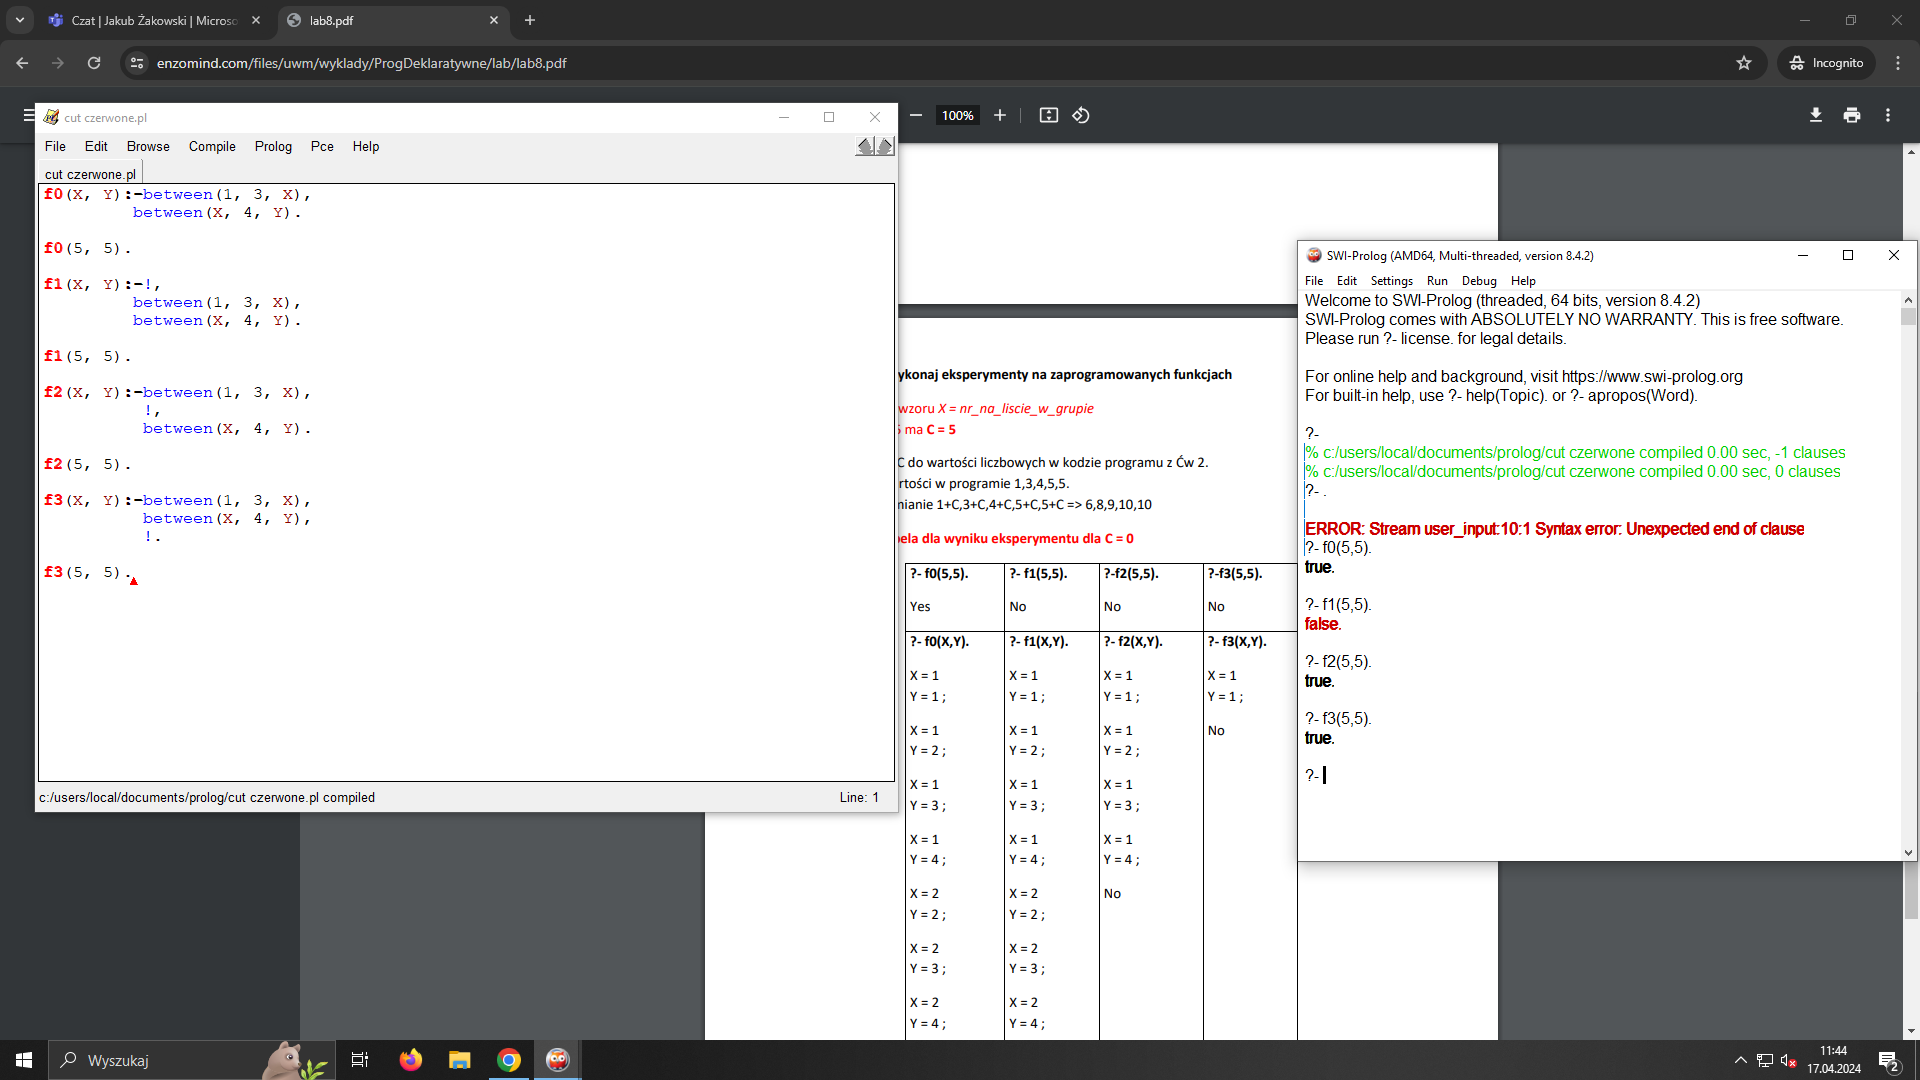 Czat | Jakub Żakowski | Microso
lab8.pdf
enzomind.com/files/uwm/wyklady/ProgDeklaratywne/lab/lab8.pdf
Incognito
100%
cut czerwone.pl
File Edit Browse Compile Prolog Pce Help
cut czerwone.pl
f0(X, Y):-between(1, 3, X),
between(X, 4, Y).
f0(5, 5).
f1(X, Y):-!,
between(1, 3, X),
between(X, 4, Y).
f1(5, 5).
f2(X, Y):-between(1, 3, X),
!,
between(X, 4, Y).
f2(5, 5).
f3(X, Y):-between(1, 3, X),
between(X, 4, Y),
!.
f3(5, 5).
c:/users/local/documents/prolog/cut czerwone.pl compiled Line: 1
ykonaj eksperymenty na zaprogramowanych funkcjach
wzoru X = nr_na_liscie_w_grupie
ma C = 5
C do wartości liczbowych w kodzie programu z Ćw 2.
rtości w programie 1,3,4,5,5.
mianie 1+C,3+C,4+C,5+C,5+C => 6,8,9,10,10
bela dla wyniku eksperymentu dla C = 0
?- f0(5,5). ?- f1(5,5). ?-f2(5,5). ?-f3(5,5).
Yes No No No
?- f0(X,Y). ?- f1(X,Y). ?- f2(X,Y). ?- f3(X,Y).
X = 1 X = 1 X = 1 X = 1
Y = 1 ; Y = 1 ; Y = 1 ; Y = 1 ;
X = 1 X = 1 X = 1 No
Y = 2 ; Y = 2 ; Y = 2 ;
X = 1 X = 1 X = 1
Y = 3 ; Y = 3 ; Y = 3 ;
X = 1 X = 1 X = 1
Y = 4 ; Y = 4 ; Y = 4 ;
X = 2 X = 2 No
Y = 2 ; Y = 2 ;
X = 2 X = 2
Y = 3 ; Y = 3 ;
X = 2 X = 2
Y = 4 ; Y = 4 ;
SWI-Prolog (AMD64, Multi-threaded, version 8.4.2)
File Edit Settings Run Debug Help
Welcome to SWI-Prolog (threaded, 64 bits, version 8.4.2)
SWI-Prolog comes with ABSOLUTELY NO WARRANTY. This is free software.
Please run ?- license. for legal details.
For online help and background, visit https://www.swi-prolog.org
For built-in help, use ?- help(Topic). or ?- apropos(Word).
?-
% c:/users/local/documents/prolog/cut czerwone compiled 0.00 sec, -1 clauses
% c:/users/local/documents/prolog/cut czerwone compiled 0.00 sec, 0 clauses
?- .
ERROR: Stream user_input:10:1 Syntax error: Unexpected end of clause
?- f0(5,5).
true.
?- f1(5,5).
false.
?- f2(5,5).
true.
?- f3(5,5).
true.
?-
Wyszukaj
11:44
17.04.2024
2